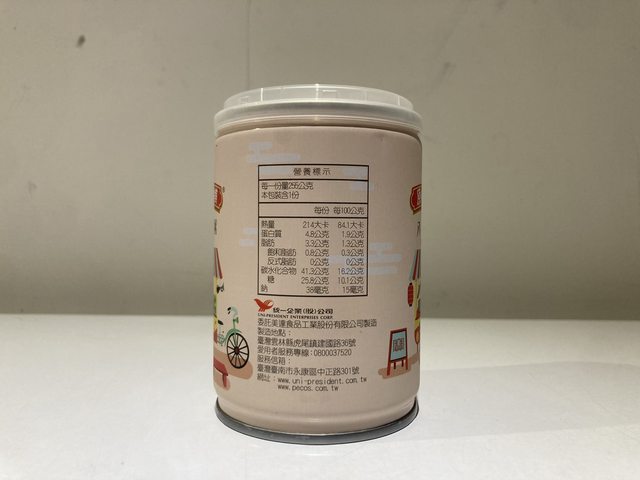 營養標示
每一份量255公克
本包裝含1份
每份 每100公克
熱量 214大卡 84.1大卡
蛋白質 4.8公克 1.9公克
脂肪 3.3公克 1.3公克
飽和脂肪 0.8公克 0.3公克
反式脂肪 0公克 0公克
碳水化合物 41.3公克 16.2公克
糖 25.8公克 10.1公克
鈉 38毫克 15毫克
統一企業(股)公司
UNI-PRESIDENT ENTERPRISES CORP.
委託美達食品工業股份有限公司製造
製造地點：
臺灣雲林縣虎尾鎮建國路36號
愛用者服務專線：0800037520
服務信箱：
臺灣臺南市永康區中正路301號
網址：www.uni-president.com.tw
www.pecos.com.tw